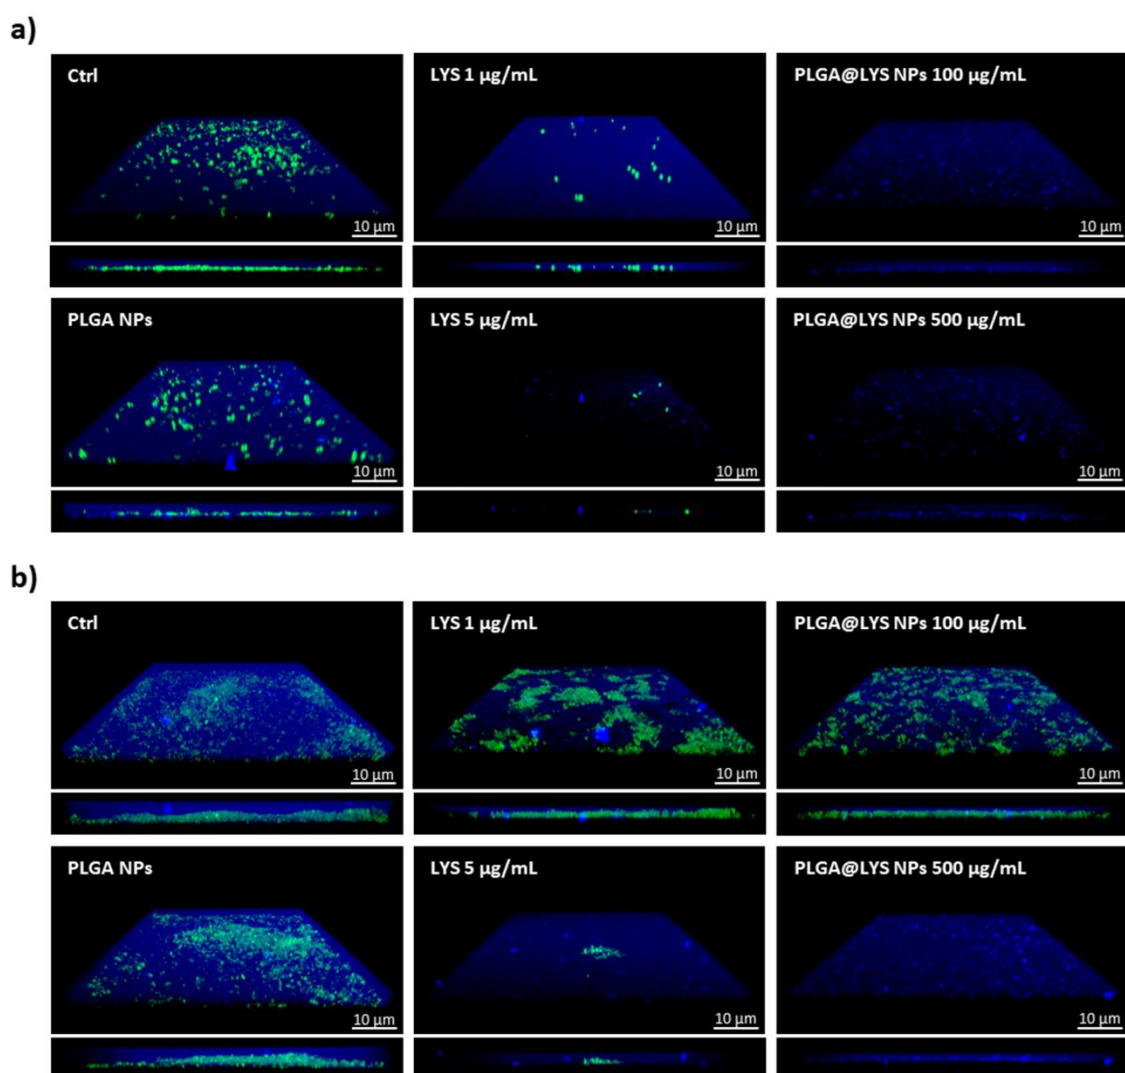 a)
Ctrl
LYS 1 µg/mL
PLGA@LYS NPs 100 µg/mL
10 µm
10 µm
10 µm
PLGA NPs
LYS 5 µg/mL
PLGA@LYS NPs 500 µg/mL
10 µm
10 µm
10 µm
b)
Ctrl
LYS 1 µg/mL
PLGA@LYS NPs 100 µg/mL
10 µm
10 µm
10 µm
PLGA NPs
LYS 5 µg/mL
PLGA@LYS NPs 500 µg/mL
10 µm
10 µm
10 µm